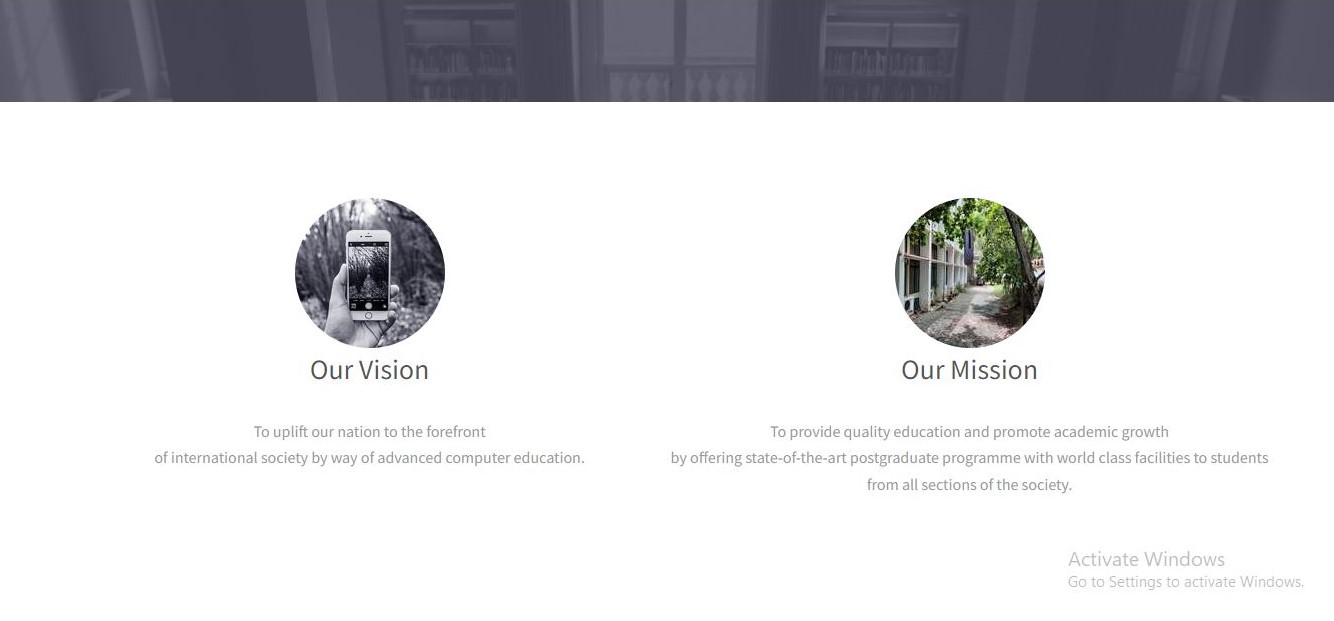 Our Vision
To uplift our nation to the forefront
of international society by way of advanced computer education.
Our Mission
To provide quality education and promote academic growth
by offering state-of-the-art postgraduate programme with world class facilities to students
from all sections of the society.
Activate Windows
Go to Settings to activate Windows.